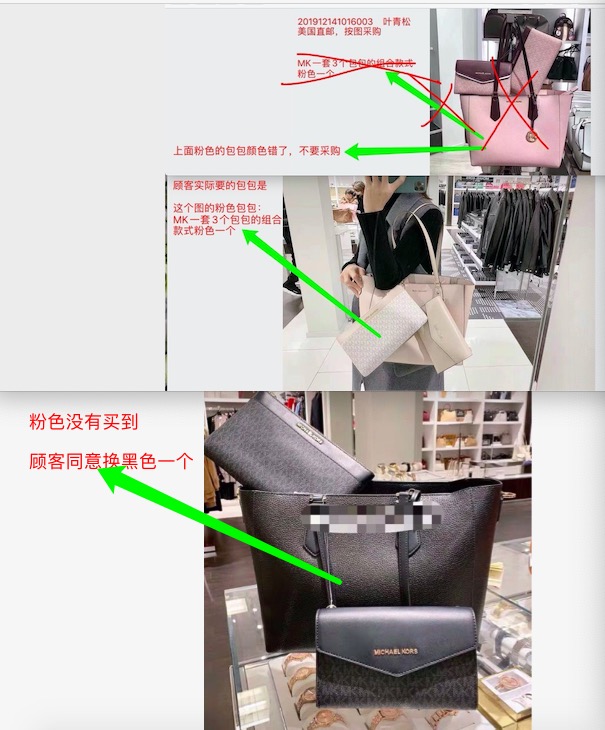 201912141016003 叶青松
美国直邮，按图采购
MK一套3个包包的组合款式
粉色一个
上面粉色的包包颜色错了，不要采购
顾客实际要的包包是
这个图的粉色包包：
MK一套3个包包的组合
款式粉色一个
粉色没有买到
顾客同意换黑色一个
MICHAEL KORS